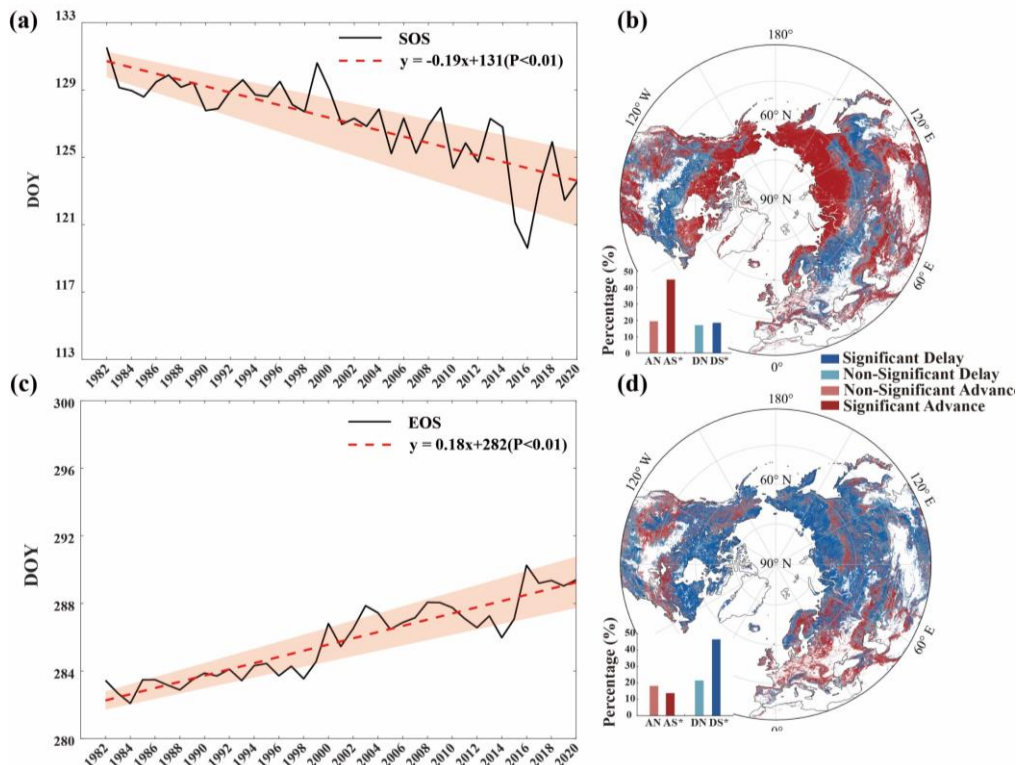 (a)
133
129
125
121
117
113
DOY
SOS
y = -0.19x+131(P<0.01)
1982
1984
1986
1988
1990
1992
1994
1996
1998
2000
2002
2004
2006
2008
2010
2012
2014
2016
2018
2020
(b)
180°
120° W
60° N
120° E
90° N
60° E
0°
Percentage (%)
50
40
30
20
10
0
AN AS* DN DS*
Significant Delay
Non-Significant Delay
Non-Significant Advance
Significant Advance
(c)
300
296
292
288
284
280
DOY
EOS
y = 0.18x+282(P<0.01)
1982
1984
1986
1988
1990
1992
1994
1996
1998
2000
2002
2004
2006
2008
2010
2012
2014
2016
2018
2020
(d)
180°
120° W
60° N
120° E
90° N
60° E
0°
Percentage (%)
50
40
30
20
10
0
AN AS* DN DS*